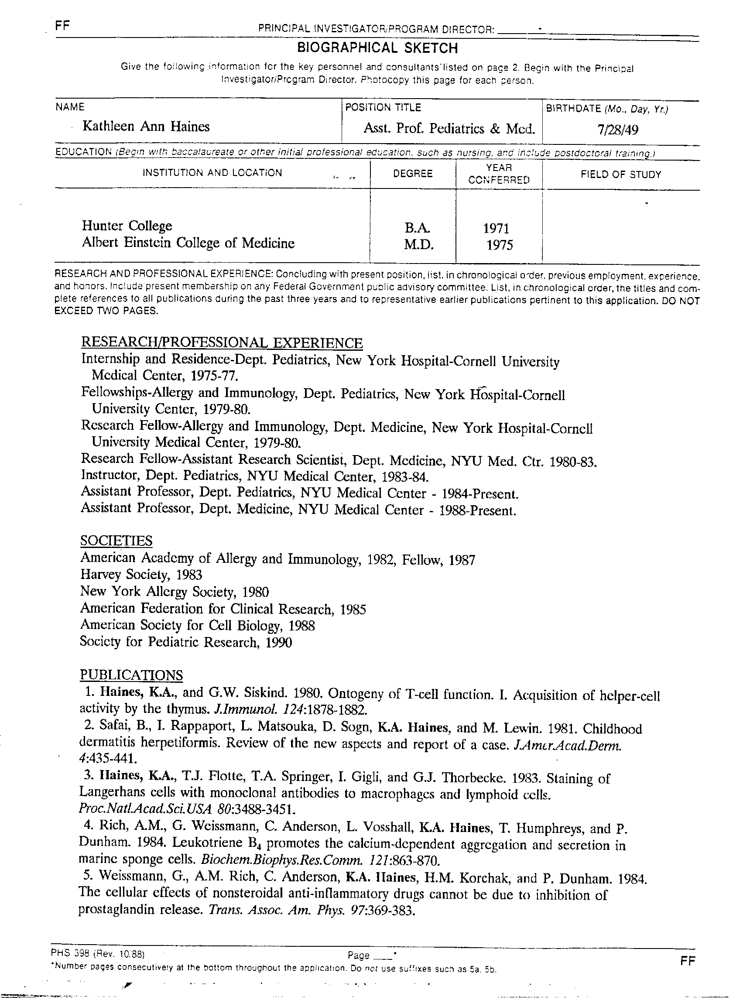 FF
PRINCIPAL INVESTIGATOR/PROGRAM DIRECTOR:
BIOGRAPHICAL SKETCH
Give the following information for the key personnel and consultants listed on page 2. Begin with the Principal
Investigator/Program Director. Photocopy this page for each person.
NAME
POSITION TITLE
BIRTHDATE (Mo., Day, Yr.)
Kathleen Ann Haines
Asst. Prof. Pediatrics & Med.
7/28/49
EDUCATION (Begin with baccalaureate or other initial professional education, such as nursing, and include postdoctoral training.)
INSTITUTION AND LOCATION
DEGREE
YEAR CONFERRED
FIELD OF STUDY
Hunter College B.A. 1971
Albert Einstein College of Medicine M.D. 1975
RESEARCH AND PROFESSIONAL EXPERIENCE: Concluding with present position, list, in chronological order, previous employment, experience,
and honors. Include present membership on any Federal Government public advisory committee. List, in chronological order, the titles and com-
plete references to all publications during the past three years and to representative earlier publications pertinent to this application. DO NOT
EXCEED TWO PAGES.
RESEARCH/PROFESSIONAL EXPERIENCE
Internship and Residence-Dept. Pediatrics, New York Hospital-Cornell University
Medical Center, 1975-77.
Fellowships-Allergy and Immunology, Dept. Pediatrics, New York Hospital-Cornell
University Center, 1979-80.
Research Fellow-Allergy and Immunology, Dept. Medicine, New York Hospital-Cornell
University Medical Center, 1979-80.
Research Fellow-Assistant Research Scientist, Dept. Medicine, NYU Med. Ctr. 1980-83.
Instructor, Dept. Pediatrics, NYU Medical Center, 1983-84.
Assistant Professor, Dept. Pediatrics, NYU Medical Center - 1984-Present.
Assistant Professor, Dept. Medicine, NYU Medical Center - 1988-Present.
SOCIETIES
American Academy of Allergy and Immunology, 1982, Fellow, 1987
Harvey Society, 1983
New York Allergy Society, 1980
American Federation for Clinical Research, 1985
American Society for Cell Biology, 1988
Society for Pediatric Research, 1990
PUBLICATIONS
1. Haines, K.A., and G.W. Siskind. 1980. Ontogeny of T-cell function. I. Acquisition of helper-cell
activity by the thymus. J.Immunol. 124:1878-1882.
2. Safai, B., I. Rappaport, L. Matsouka, D. Sogn, K.A. Haines, and M. Lewin. 1981. Childhood
dermatitis herpetiformis. Review of the new aspects and report of a case. J.Amer.Acad.Derm.
4:435-441.
3. Haines, K.A., T.J. Flotte, T.A. Springer, I. Gigli, and G.J. Thorbecke. 1983. Staining of
Langerhans cells with monoclonal antibodies to macrophages and lymphoid cells.
Proc.Natl.Acad.Sci.USA 80:3488-3451.
4. Rich, A.M., G. Weissmann, C. Anderson, L. Vosshall, K.A. Haines, T. Humphreys, and P.
Dunham. 1984. Leukotriene B4 promotes the calcium-dependent aggregation and secretion in
marine sponge cells. Biochem.Biophys.Res.Comm. 121:863-870.
5. Weissmann, G., A.M. Rich, C. Anderson, K.A. Haines, H.M. Korchak, and P. Dunham. 1984.
The cellular effects of nonsteroidal anti-inflammatory drugs cannot be due to inhibition of
prostaglandin release. Trans. Assoc. Am. Phys. 97:369-383.
PHS 398 (Rev. 10/88)
Page ___*
FF
*Number pages consecutively at the bottom throughout the application. Do not use suffixes such as 5a, 5b.